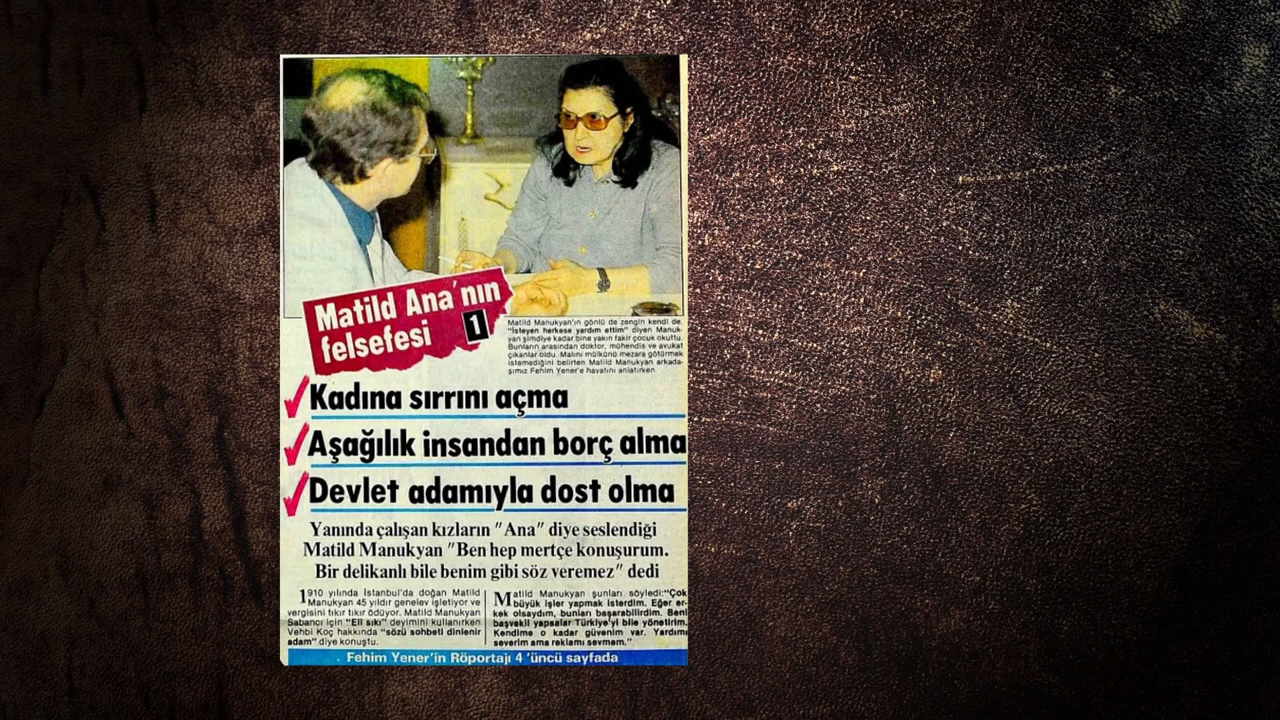 Matild Ana'nın
felsefesi 1
Matild Manukyan'ın gönlü de zengin kendi de.
"İsteyen herkese yardım ettim" diyen Manuk-
yan şimdiye kadar bine yakın fakir çocuk okuttu.
Bunların arasından doktor, mühendis ve avukat
çıkanlar oldu. Malını mülkünü mezara götürmek
istemediğini belirten Matild Manukyan arkada-
şımız Fehim Yener'e hayatını anlatırken.
Kadına sırrını açma
Aşağılık insandan borç alma
Devlet adamıyla dost olma
Yanında çalışan kızların "Ana" diye seslendiği
Matild Manukyan "Ben hep mertçe konuşurum.
Bir delikanlı bile benim gibi söz veremez" dedi
1910 yılında İstanbul'da doğan Matild
Manukyan 45 yıldır genelev işletiyor ve
vergisini tıkır tıkır ödüyor. Matild Manukyan
Sabancı için "Eli sıkı" deyimini kullanırken
Vehbi Koç hakkında "sözü sohbeti dinlenir
adam" diye konuştu.
Matild Manukyan şunları söyledi:"Çok
büyük işler yapmak isterdim. Eğer er-
kek olsaydım, bunları başarabilirdim. Beni
başvekil yapsalar Türkiye'yi bile yönetirim.
Kendime o kadar güvenim var. Yardımı
severim ama reklamı sevmem."
Fehim Yener'in Röportajı 4 'üncü sayfada